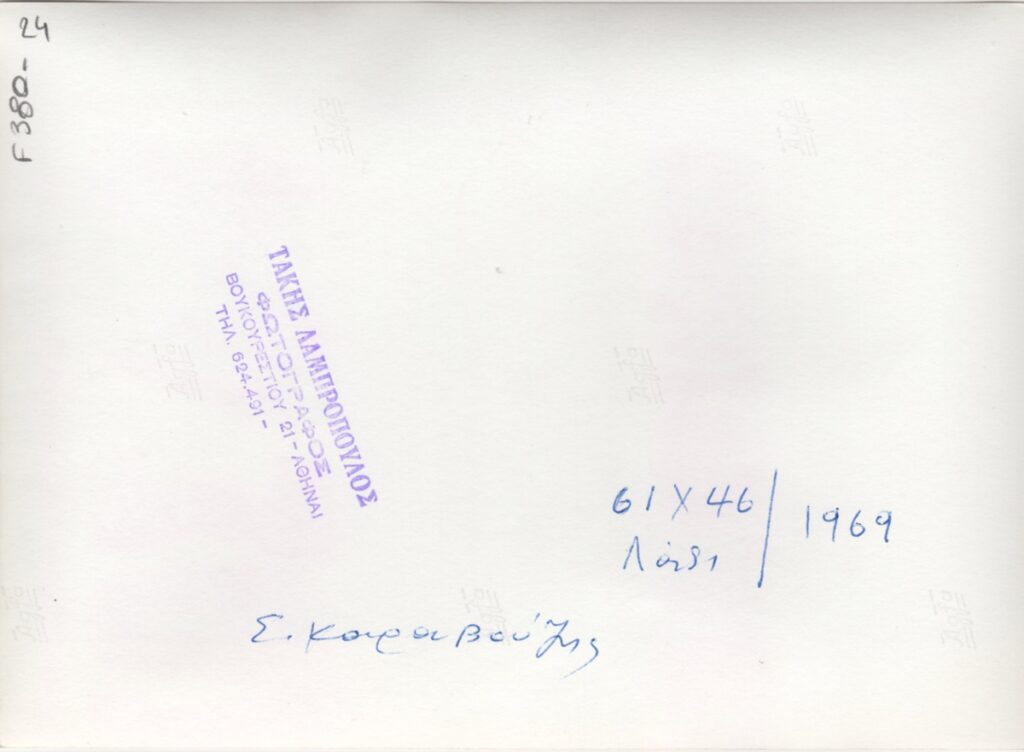 F380-24
ΤΑΚΗΣ ΛΑΜΠΡΟΠΟΥΛΟΣ
ΦΩΤΟΓΡΑΦΟΣ
ΒΟΥΚΟΥΡΕΣΤΙΟΥ 21-ΑΘΗΝΑΙ
ΤΗΛ. 624.491-
61 X 46 / 1969
Λάδι
Σ. Καραβούζης